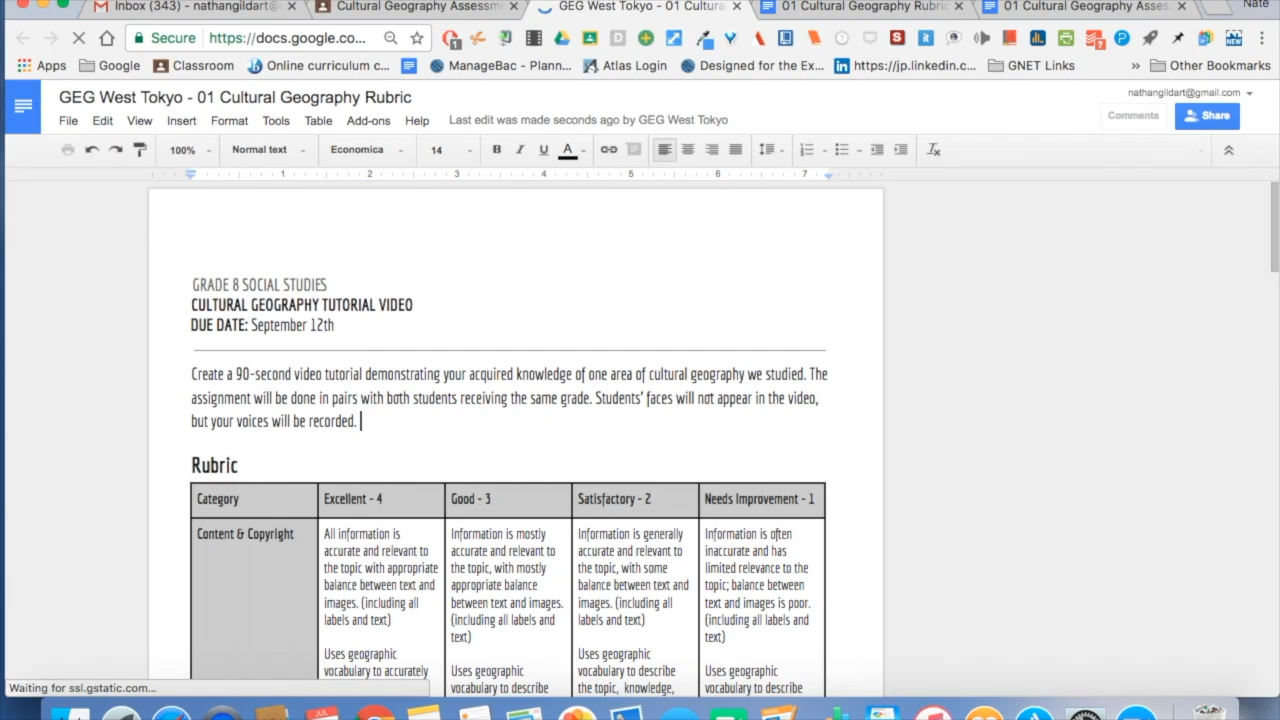 Inbox (343) - nathangildart@
Cultural Geography Assessm
GEG West Tokyo - 01 Cultura
01 Cultural Geography Rubric
01 Cultural Geography Asses
Nate
Secure
https://docs.google.co...
Apps
Google
Classroom
Online curriculum c...
ManageBac - Plann...
Atlas Login
Designed for the Ex...
https://jp.linkedin.c...
GNET Links
Other Bookmarks
GEG West Tokyo - 01 Cultural Geography Rubric
nathangildart@gmail.com
File Edit View Insert Format Tools Table Add-ons Help
Last edit was made seconds ago by GEG West Tokyo
Comments
Share
100% Normal text Economica 14 B I U A
1 2 3 4 5 6 7
GRADE 8 SOCIAL STUDIES
CULTURAL GEOGRAPHY TUTORIAL VIDEO
DUE DATE: September 12th
Create a 90-second video tutorial demonstrating your acquired knowledge of one area of cultural geography we studied. The
assignment will be done in pairs with both students receiving the same grade. Students' faces will not appear in the video,
but your voices will be recorded.
Rubric
Category
Excellent - 4
Good - 3
Satisfactory - 2
Needs Improvement - 1
Content & Copyright
All information is
accurate and relevant to
the topic with appropriate
balance between text and
images. (including all
labels and text)
Uses geographic
vocabulary to accurately
Information is mostly
accurate and relevant to
the topic, with mostly
appropriate balance
between text and images.
(including all labels and
text)
Uses geographic
vocabulary to describe
Information is generally
accurate and relevant to
the topic, with some
balance between text and
images. (including all
labels and text)
Uses geographic
vocabulary to describe
the topic, knowledge,
Information is often
inaccurate and has
limited relevance to the
topic; balance between
text and images is poor.
(including all labels and
text)
Uses geographic
vocabulary to describe
Waiting for ssl.gstatic.com...
JUL